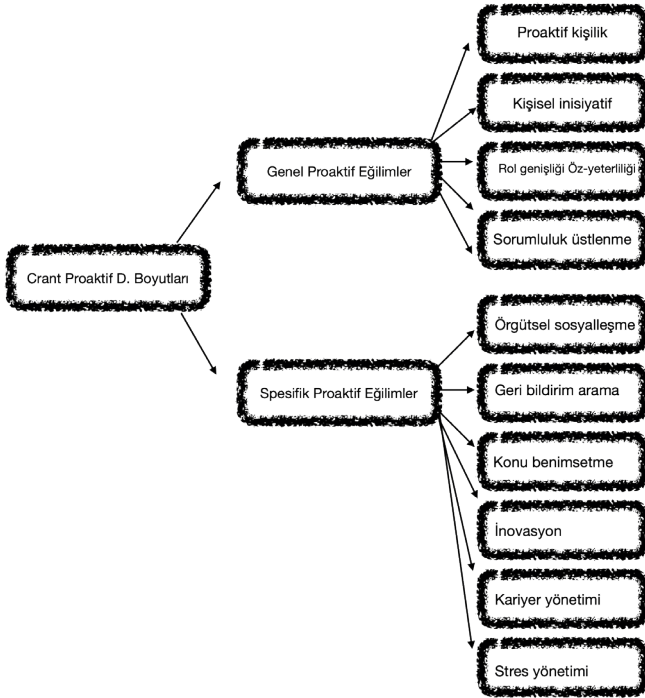 Proaktif kişilik
Kişisel inisiyatif
Genel Proaktif Eğilimler
Rol genişliği Öz-yeterliliği
Sorumluluk üstlenme
Crant Proaktif D. Boyutları
Örgütsel sosyalleşme
Geri bildirim arama
Spesifik Proaktif Eğilimler
Konu benimsetme
İnovasyon
Kariyer yönetimi
Stres yönetimi